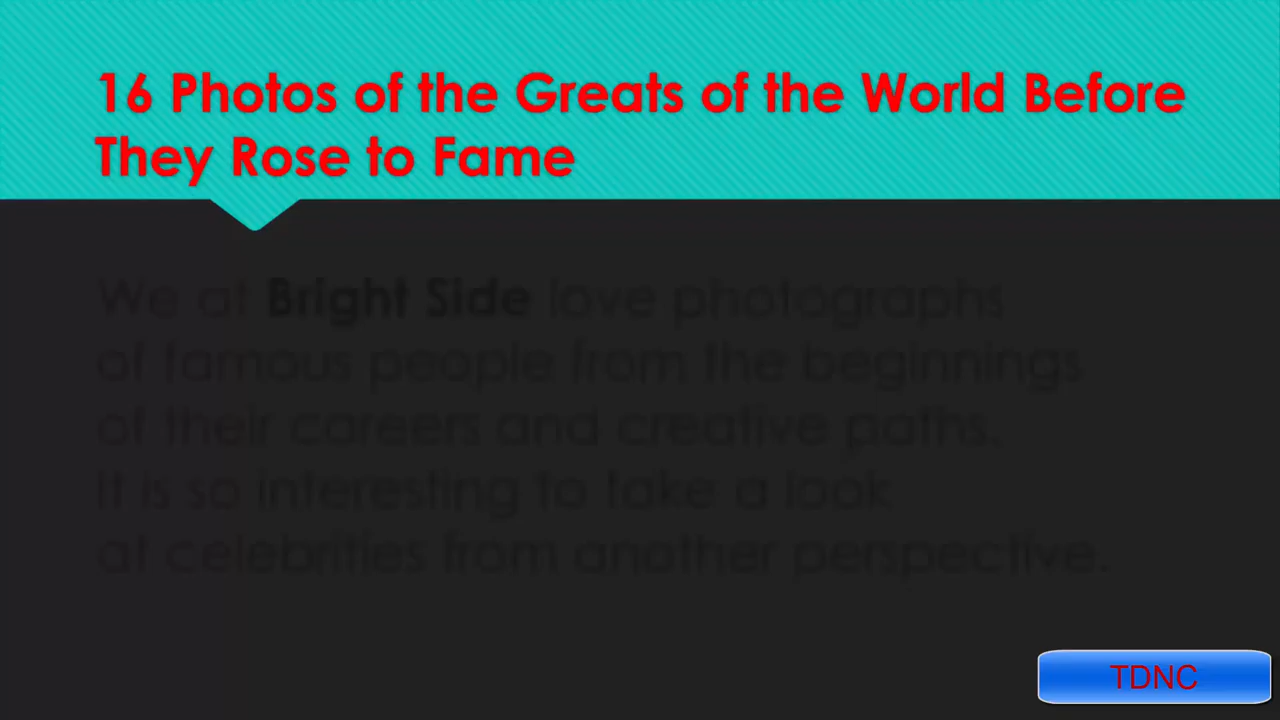 16 Photos of the Greats of the World Before
They Rose to Fame
We at Bright Side love photographs
of famous people from the beginnings
of their careers and creative paths.
It is so interesting to take a look
at celebrities from another perspective.
TDNC